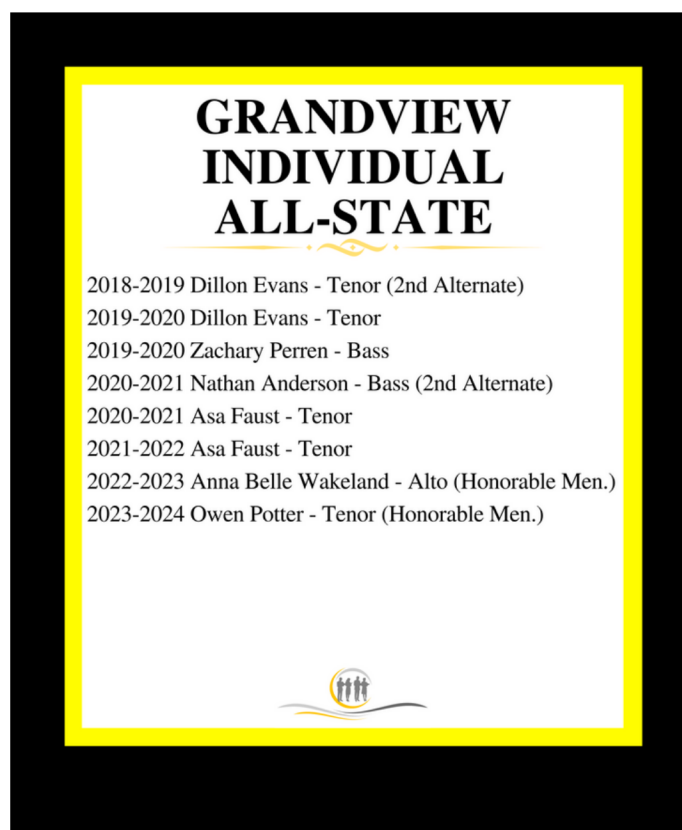 GRANDVIEW
INDIVIDUAL
ALL-STATE
2018-2019 Dillon Evans - Tenor (2nd Alternate)
2019-2020 Dillon Evans - Tenor
2019-2020 Zachary Perren - Bass
2020-2021 Nathan Anderson - Bass (2nd Alternate)
2020-2021 Asa Faust - Tenor
2021-2022 Asa Faust - Tenor
2022-2023 Anna Belle Wakeland - Alto (Honorable Men.)
2023-2024 Owen Potter - Tenor (Honorable Men.)